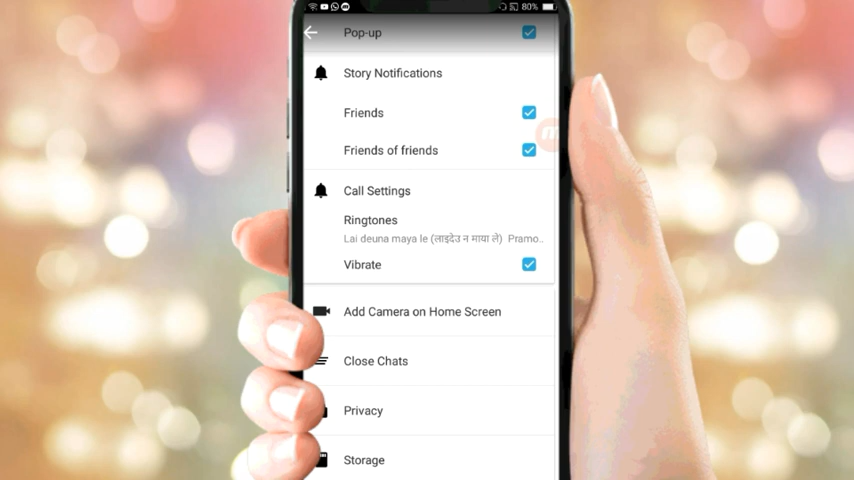 80%
Pop-up
Story Notifications
Friends
Friends of friends
Call Settings
Ringtones
Lai deuna maya le (लाइदेउ न माया ले) Pramo..
Vibrate
Add Camera on Home Screen
Close Chats
Privacy
Storage